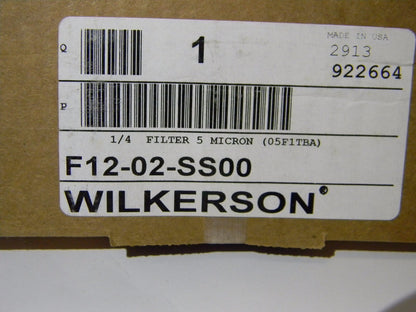 MADE IN USA
Q 1 2913
922664
P
1/4 FILTER 5 MICRON (05F1TBA)
F12-02-SS00
WILKERSON®